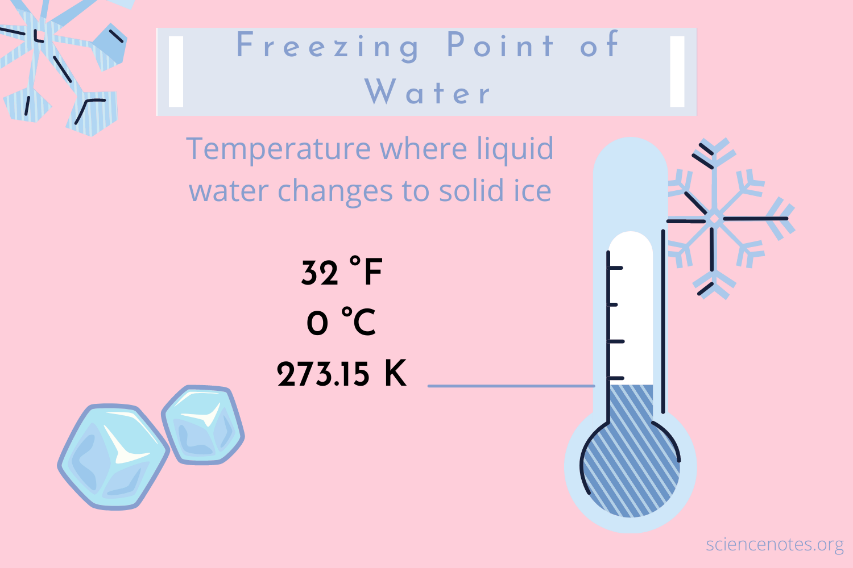 Freezing Point of
Water
Temperature where liquid
water changes to solid ice
32 °F
0 °C
273.15 K
sciencenotes.org